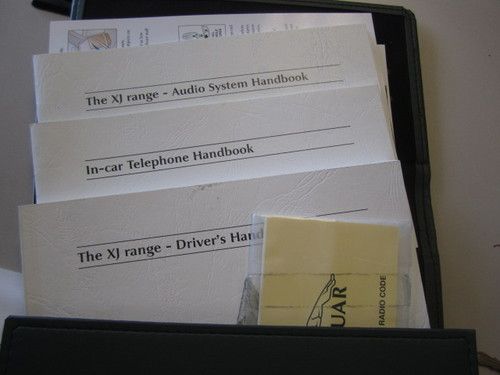 The XJ range - Audio System Handbook
In-car Telephone Handbook
The XJ range - Driver's Hand
UAR
RADIO CODE